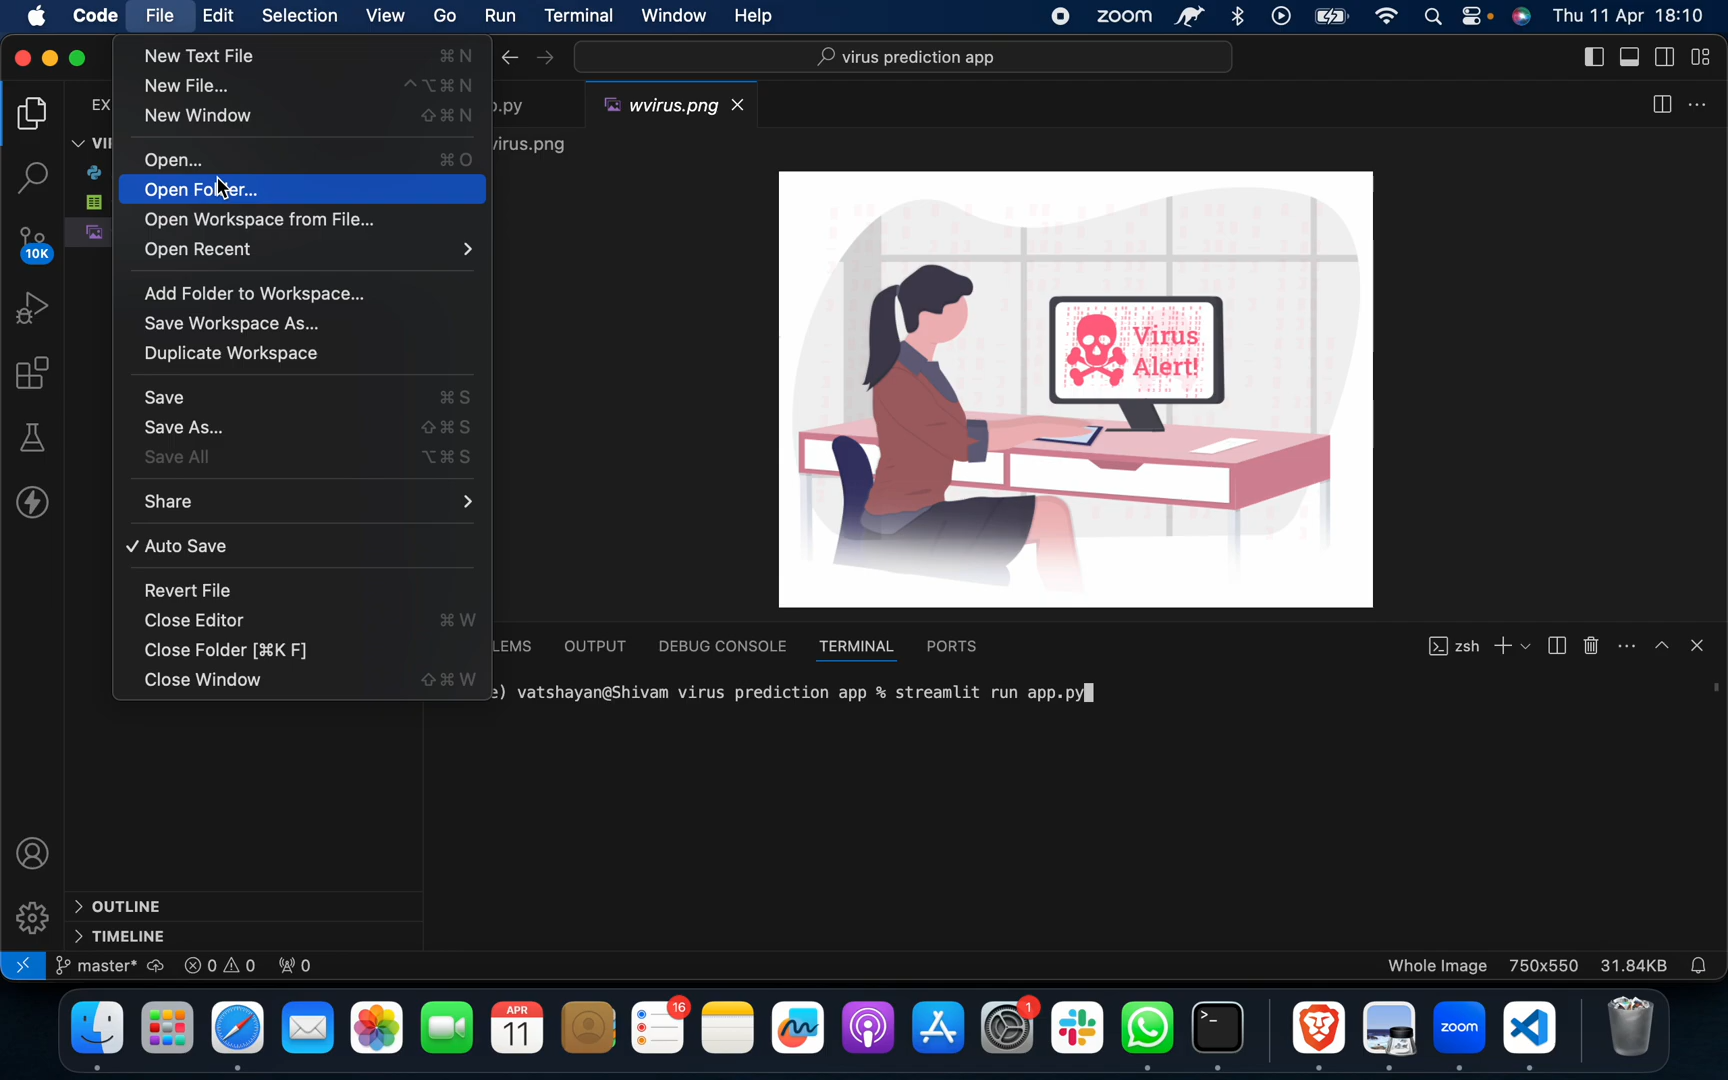 Code File Edit Selection View Go Run Terminal Window Help zoom Thu 11 Apr 18:10
New Text File ⌘ N
New File... ^⌥⌘ N
New Window ⇧⌘ N
Open... ⌘ O
Open Folder...
Open Workspace from File...
Open Recent >
Add Folder to Workspace...
Save Workspace As...
Duplicate Workspace
Save ⌘ S
Save As... ⇧⌘ S
Save All ⌥⌘ S
Share >
✓ Auto Save
Revert File
Close Editor ⌘ W
Close Folder [⌘K F]
Close Window ⇧⌘ W
virus prediction app
EX
.py
wvirus.png
virus.png
10K
Virus
Alert!
LEMS OUTPUT DEBUG CONSOLE TERMINAL PORTS
zsh
e) vatshayan@Shivam virus prediction app % streamlit run app.py
OUTLINE
TIMELINE
master* 0 0 0
Whole Image 750x550 31.84KB
APR
11
16
1
>_
zoom